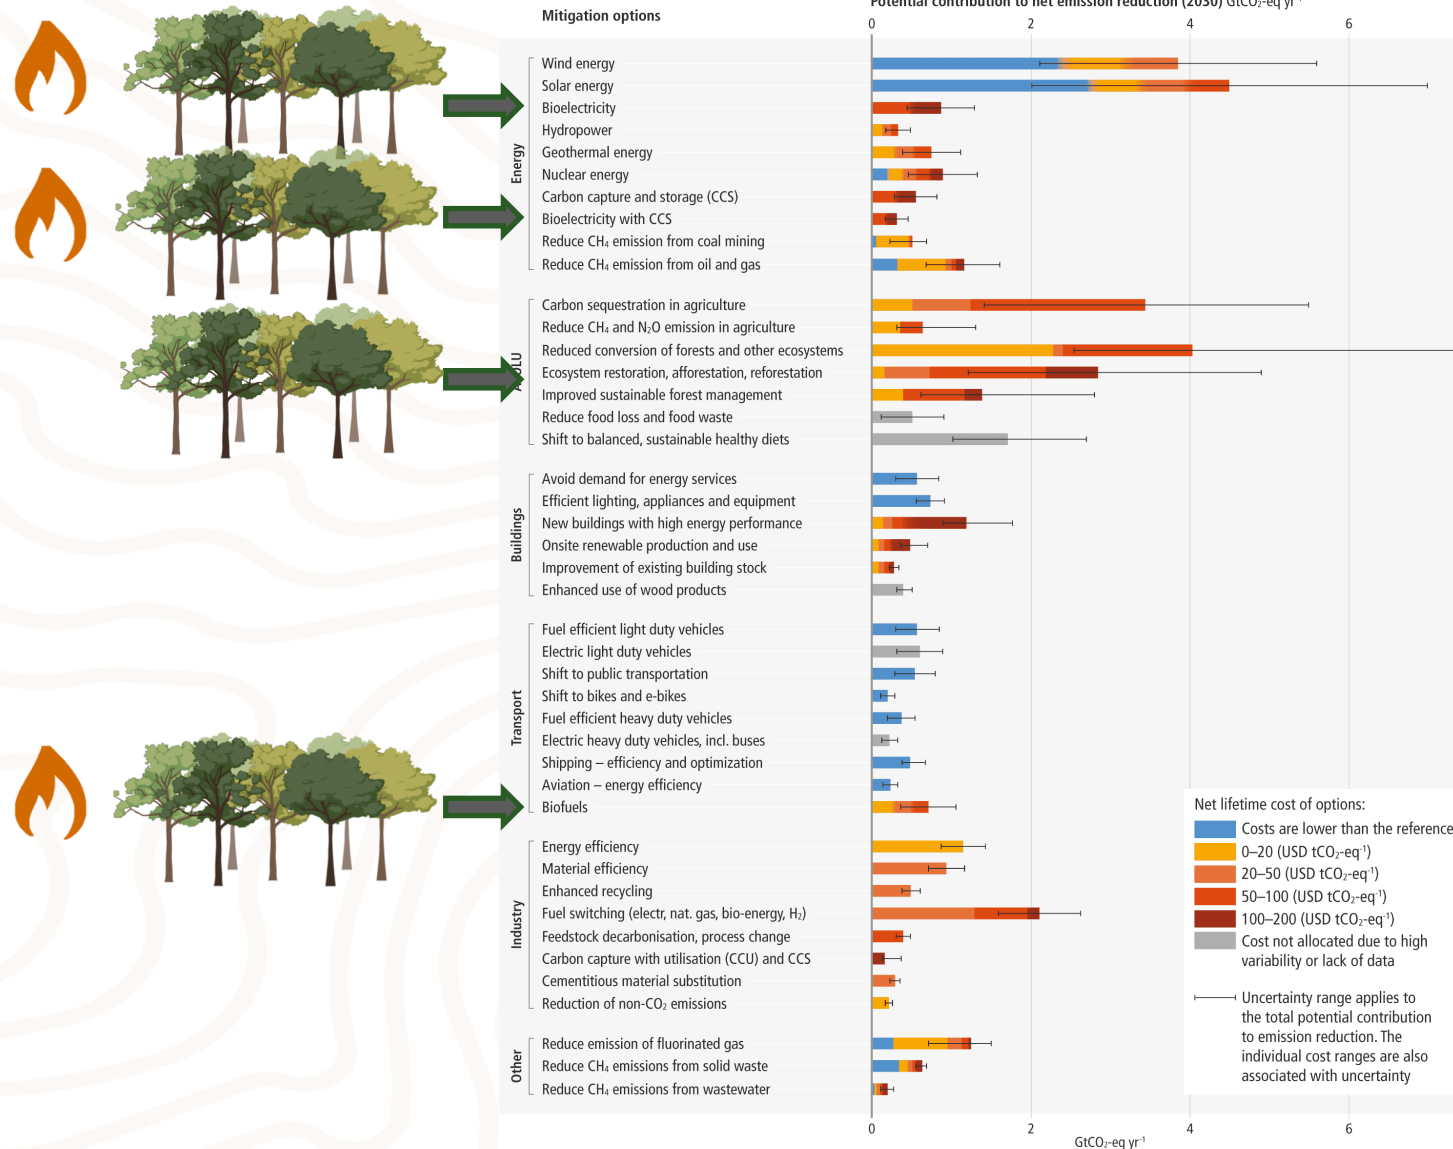 Potential contribution to net emission reduction (2030) GtCO₂-eq yr⁻¹
Mitigation options
0 2 4 6
Energy
Wind energy
Solar energy
Bioelectricity
Hydropower
Geothermal energy
Nuclear energy
Carbon capture and storage (CCS)
Bioelectricity with CCS
Reduce CH₄ emission from coal mining
Reduce CH₄ emission from oil and gas
OLU
Carbon sequestration in agriculture
Reduce CH₄ and N₂O emission in agriculture
Reduced conversion of forests and other ecosystems
Ecosystem restoration, afforestation, reforestation
Improved sustainable forest management
Reduce food loss and food waste
Shift to balanced, sustainable healthy diets
Buildings
Avoid demand for energy services
Efficient lighting, appliances and equipment
New buildings with high energy performance
Onsite renewable production and use
Improvement of existing building stock
Enhanced use of wood products
Transport
Fuel efficient light duty vehicles
Electric light duty vehicles
Shift to public transportation
Shift to bikes and e-bikes
Fuel efficient heavy duty vehicles
Electric heavy duty vehicles, incl. buses
Shipping – efficiency and optimization
Aviation – energy efficiency
Biofuels
Industry
Energy efficiency
Material efficiency
Enhanced recycling
Fuel switching (electr, nat. gas, bio-energy, H₂)
Feedstock decarbonisation, process change
Carbon capture with utilisation (CCU) and CCS
Cementitious material substitution
Reduction of non-CO₂ emissions
Other
Reduce emission of fluorinated gas
Reduce CH₄ emissions from solid waste
Reduce CH₄ emissions from wastewater
0 2 4 6
GtCO₂-eq yr⁻¹
Net lifetime cost of options:
Costs are lower than the reference
0–20 (USD tCO₂-eq⁻¹)
20–50 (USD tCO₂-eq⁻¹)
50–100 (USD tCO₂-eq⁻¹)
100–200 (USD tCO₂-eq⁻¹)
Cost not allocated due to high
variability or lack of data
Uncertainty range applies to
the total potential contribution
to emission reduction. The
individual cost ranges are also
associated with uncertainty